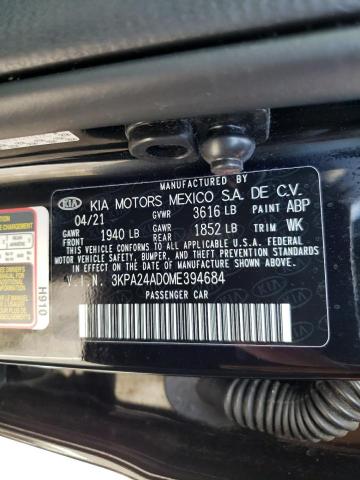 MANUFACTURED BY
KIA KIA MOTORS MEXICO S.A. DE C.V.
04/21 GVWR 3616 LB PAINT ABP
GAWR FRONT 1940 LB GAWR REAR 1852 LB TRIM WK
THIS VEHICLE CONFORMS TO ALL APPLICABLE U.S.A. FEDERAL
MOTOR VEHICLE SAFETY, BUMPER, AND THEFT PREVENTION STANDARDS
IN EFFECT ON THE DATE OF MANUFACTURE SHOWN ABOVE.
V.I.N. 3KPA24AD0ME394684
PASSENGER CAR
H910